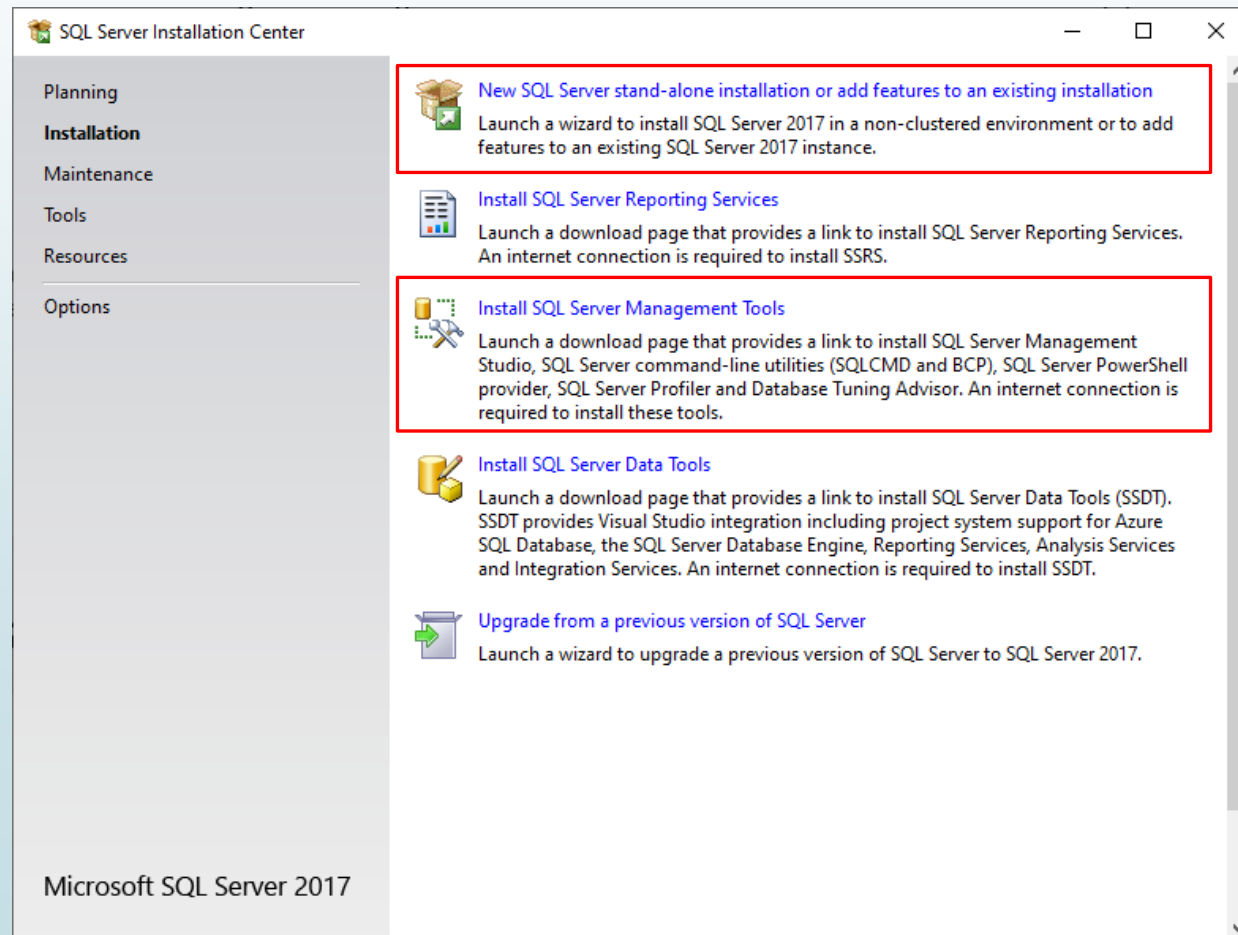 SQL Server Installation Center
Planning
Installation
Maintenance
Tools
Resources
Options
Microsoft SQL Server 2017
New SQL Server stand-alone installation or add features to an existing installation
Launch a wizard to install SQL Server 2017 in a non-clustered environment or to add
features to an existing SQL Server 2017 instance.
Install SQL Server Reporting Services
Launch a download page that provides a link to install SQL Server Reporting Services.
An internet connection is required to install SSRS.
Install SQL Server Management Tools
Launch a download page that provides a link to install SQL Server Management
Studio, SQL Server command-line utilities (SQLCMD and BCP), SQL Server PowerShell
provider, SQL Server Profiler and Database Tuning Advisor. An internet connection is
required to install these tools.
Install SQL Server Data Tools
Launch a download page that provides a link to install SQL Server Data Tools (SSDT).
SSDT provides Visual Studio integration including project system support for Azure
SQL Database, the SQL Server Database Engine, Reporting Services, Analysis Services
and Integration Services. An internet connection is required to install SSDT.
Upgrade from a previous version of SQL Server
Launch a wizard to upgrade a previous version of SQL Server to SQL Server 2017.